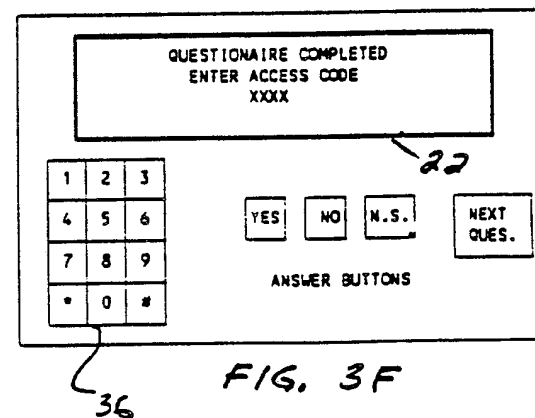 QUESTIONAIRE COMPLETED
ENTER ACCESS CODE
XXXX
22
1 2 3
4 5 6
7 8 9
* 0 #
YES NO N.S. NEXT
QUES.
ANSWER BUTTONS
36
FIG. 3F